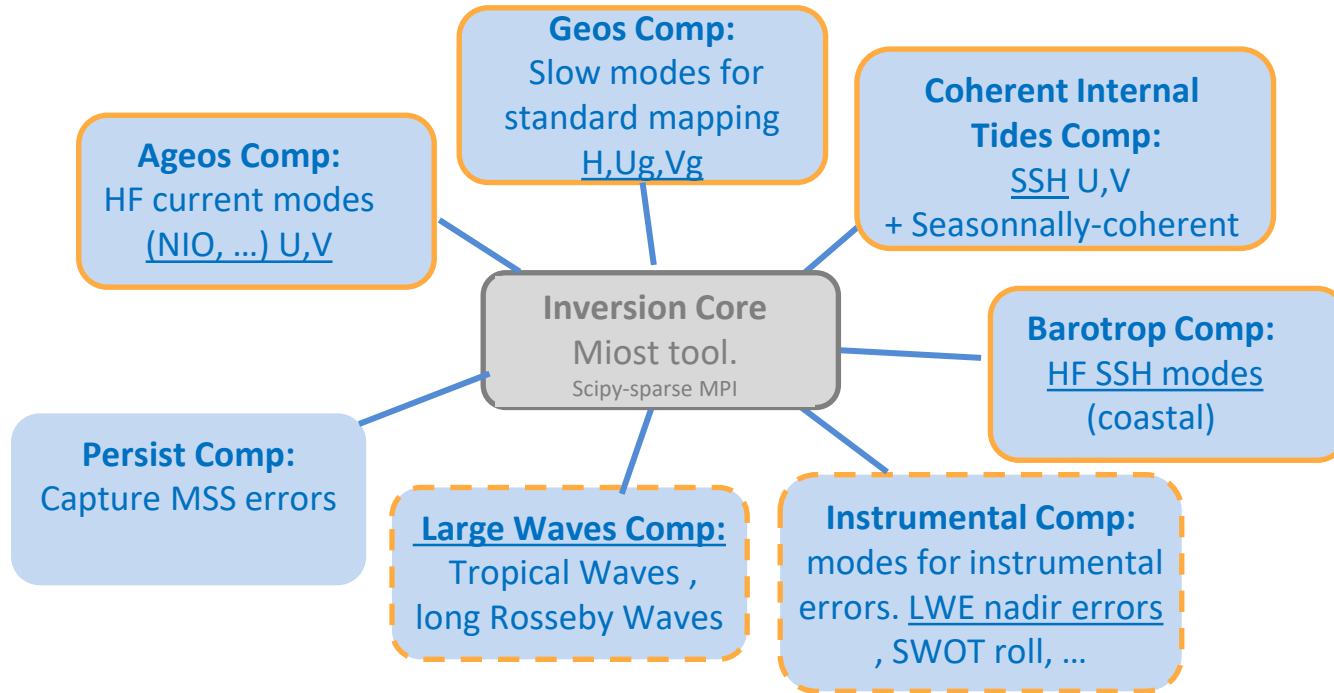 Geos Comp:
Slow modes for
standard mapping
H,Ug,Vg
Coherent Internal
Tides Comp:
SSH U,V
+ Seasonnally-coherent
Ageos Comp:
HF current modes
(NIO, …) U,V
Inversion Core
Miost tool.
Scipy-sparse MPI
Barotrop Comp:
HF SSH modes
(coastal)
Persist Comp:
Capture MSS errors
Large Waves Comp:
Tropical Waves ,
long Rosseby Waves
Instrumental Comp:
modes for instrumental
errors. LWE nadir errors
, SWOT roll, …